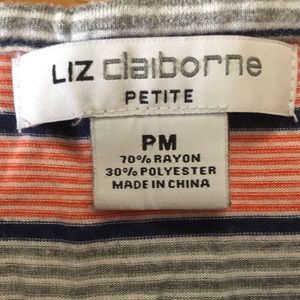 LIZ claiborne
PETITE
PM
70% RAYON
30% POLYESTER
MADE IN CHINA